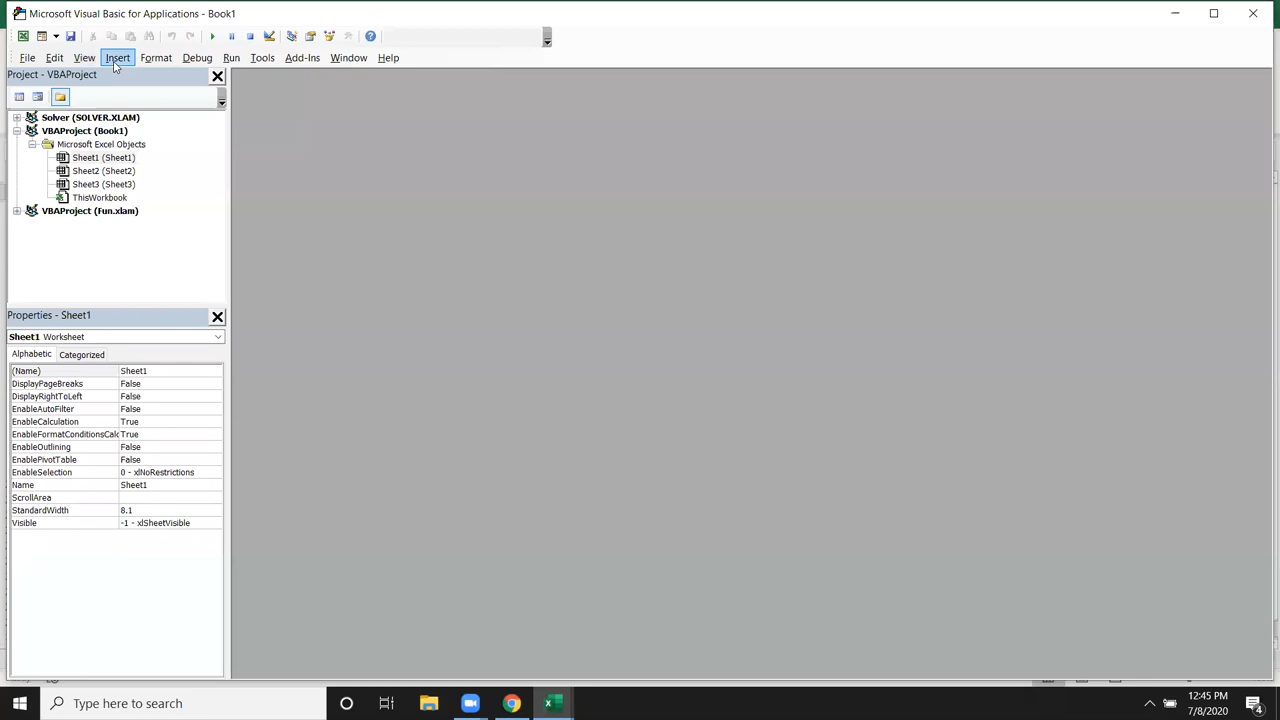 Microsoft Visual Basic for Applications - Book1
File Edit View Insert Format Debug Run Tools Add-Ins Window Help
Project - VBAProject
Solver (SOLVER.XLAM)
VBAProject (Book1)
Microsoft Excel Objects
Sheet1 (Sheet1)
Sheet2 (Sheet2)
Sheet3 (Sheet3)
ThisWorkbook
VBAProject (Fun.xlam)
Properties - Sheet1
Sheet1 Worksheet
Alphabetic Categorized
(Name) Sheet1
DisplayPageBreaks False
DisplayRightToLeft False
EnableAutoFilter False
EnableCalculation True
EnableFormatConditionsCalc True
EnableOutlining False
EnablePivotTable False
EnableSelection 0 - xlNoRestrictions
Name Sheet1
ScrollArea
StandardWidth 8.1
Visible -1 - xlSheetVisible
Type here to search
12:45 PM
7/8/2020
4